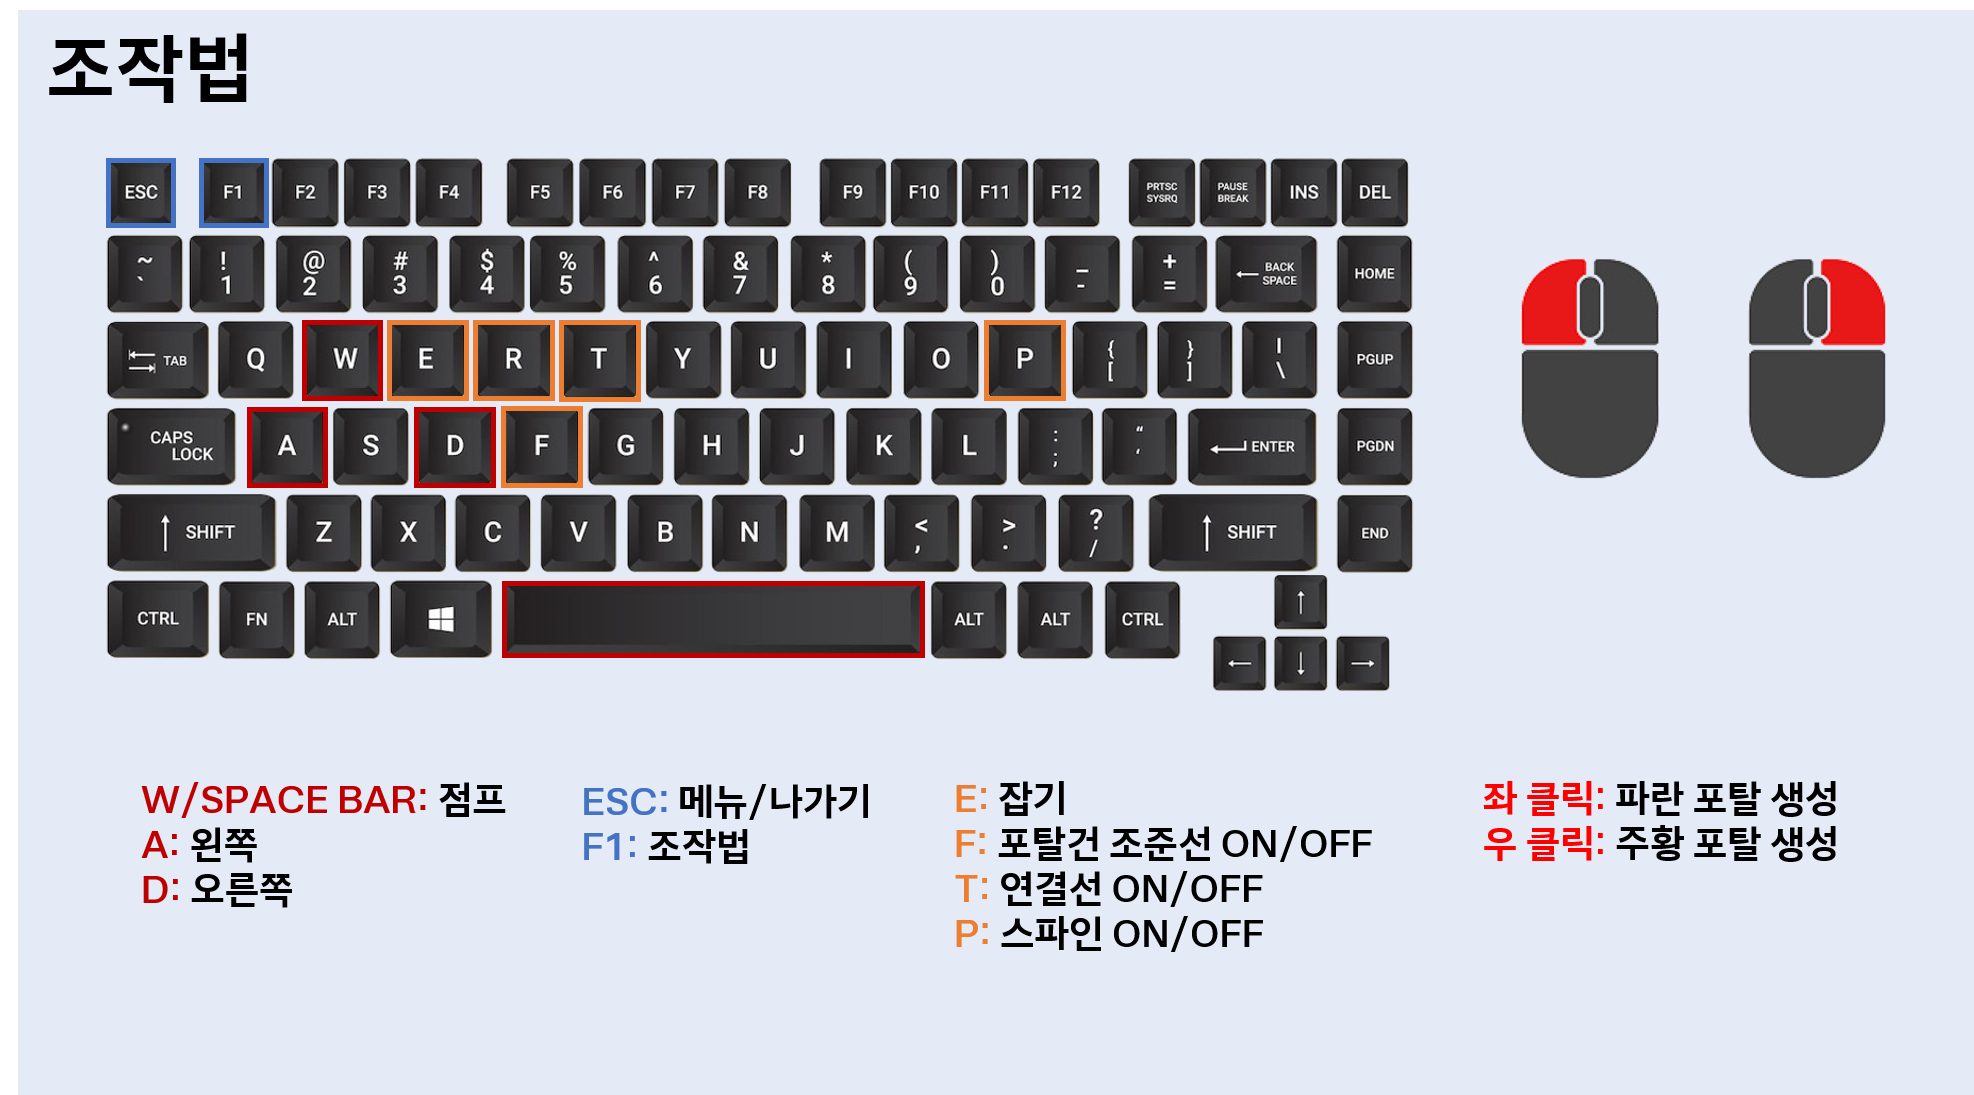 조작법
ESC F1 F2 F3 F4 F5 F6 F7 F8 F9 F10 F11 F12 PRTSC SYSRQ PAUSE BREAK INS DEL
~ ` ! 1 @ 2 # 3 $ 4 % 5 ^ 6 & 7 * 8 ( 9 ) 0 _ - + = ← BACK SPACE HOME
TAB Q W E R T Y U I O P { [ } ] | \ PGUP
CAPS LOCK A S D F G H J K L : ; “ ‘ ENTER PGDN
↑ SHIFT Z X C V B N M < , > . ? / ↑ SHIFT END
CTRL FN ALT ALT ALT CTRL ↑
← ↓ →
W/SPACE BAR: 점프
A: 왼쪽
D: 오른쪽
ESC: 메뉴/나가기
F1: 조작법
E: 잡기
F: 포탈건 조준선 ON/OFF
T: 연결선 ON/OFF
P: 스파인 ON/OFF
좌 클릭: 파란 포탈 생성
우 클릭: 주황 포탈 생성